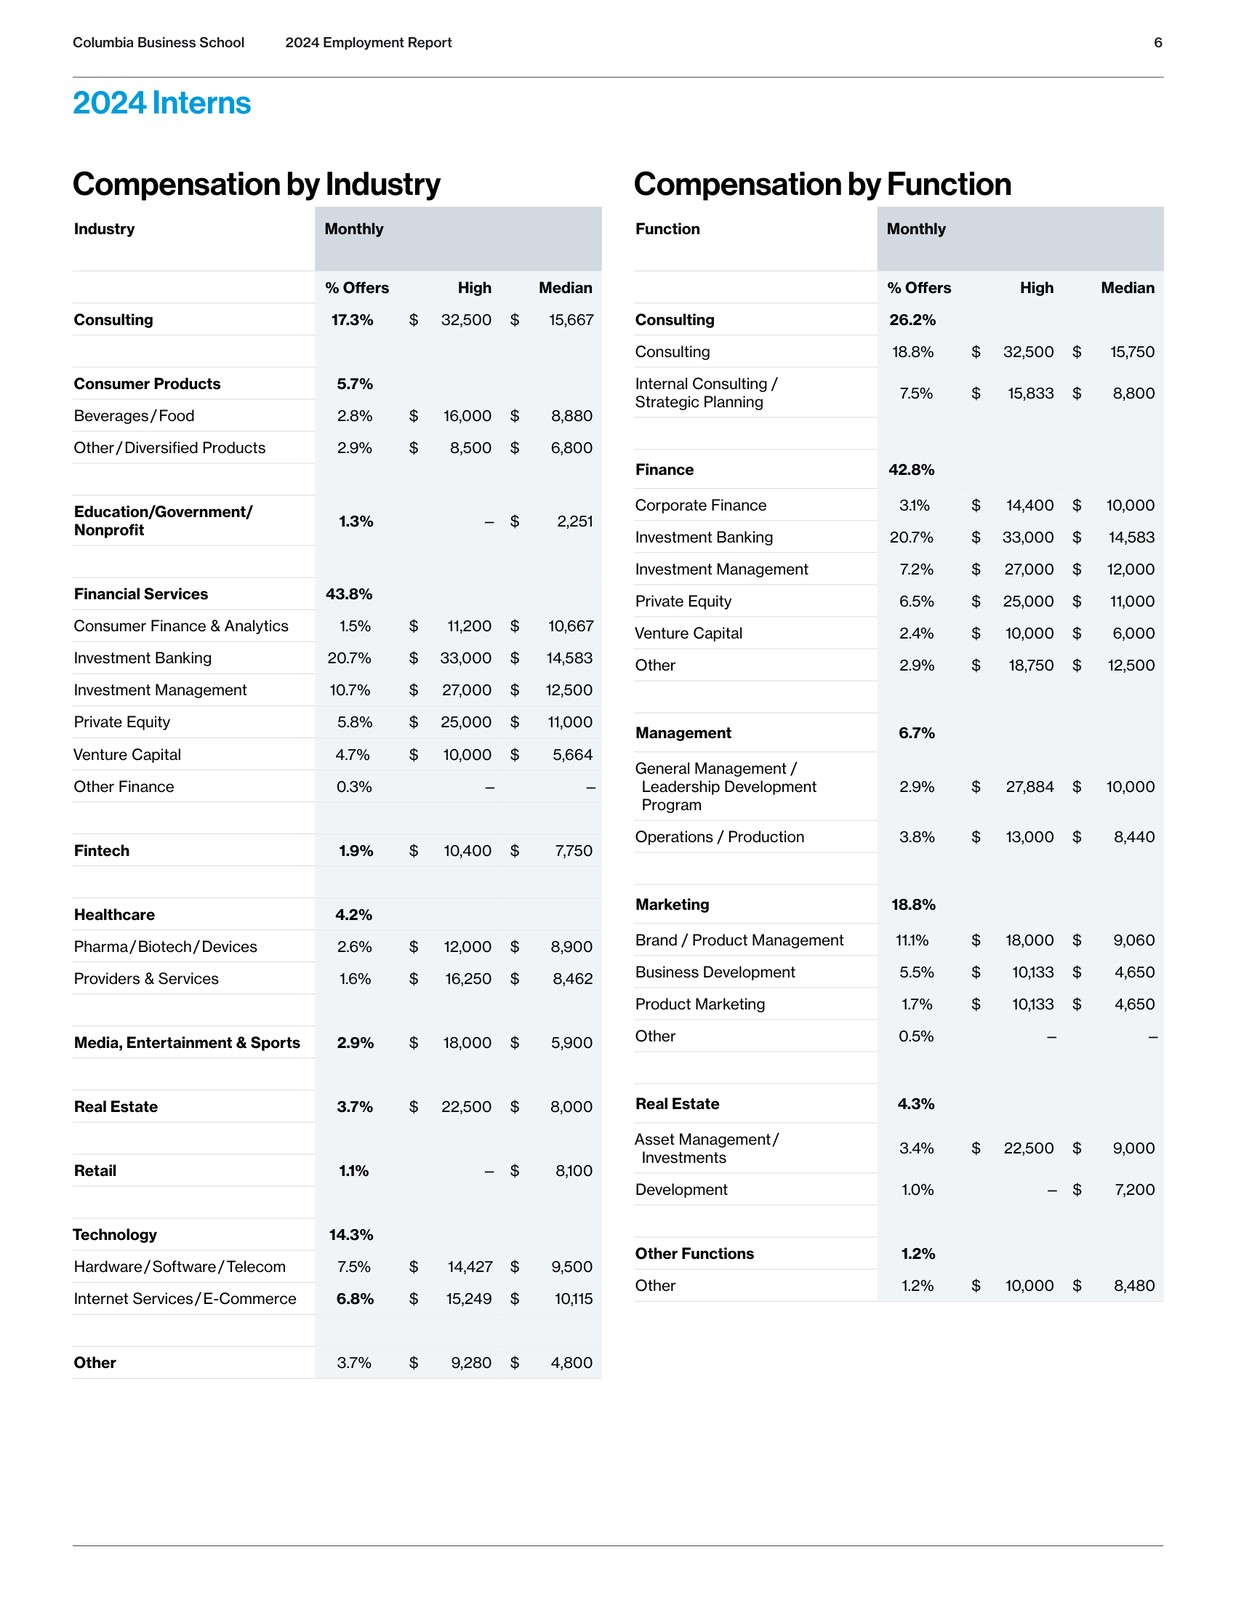 Columbia Business School 2024 Employment Report 6
2024 Interns
Compensation by Industry
Industry Monthly
% Offers High Median
Consulting 17.3% $ 32,500 $ 15,667
Consumer Products 5.7%
Beverages/Food 2.8% $ 16,000 $ 8,880
Other/Diversified Products 2.9% $ 8,500 $ 6,800
Education/Government/
Nonprofit 1.3% – $ 2,251
Financial Services 43.8%
Consumer Finance & Analytics 1.5% $ 11,200 $ 10,667
Investment Banking 20.7% $ 33,000 $ 14,583
Investment Management 10.7% $ 27,000 $ 12,500
Private Equity 5.8% $ 25,000 $ 11,000
Venture Capital 4.7% $ 10,000 $ 5,664
Other Finance 0.3% – –
Fintech 1.9% $ 10,400 $ 7,750
Healthcare 4.2%
Pharma/Biotech/Devices 2.6% $ 12,000 $ 8,900
Providers & Services 1.6% $ 16,250 $ 8,462
Media, Entertainment & Sports 2.9% $ 18,000 $ 5,900
Real Estate 3.7% $ 22,500 $ 8,000
Retail 1.1% – $ 8,100
Technology 14.3%
Hardware/Software/Telecom 7.5% $ 14,427 $ 9,500
Internet Services/E-Commerce 6.8% $ 15,249 $ 10,115
Other 3.7% $ 9,280 $ 4,800
Compensation by Function
Function Monthly
% Offers High Median
Consulting 26.2%
Consulting 18.8% $ 32,500 $ 15,750
Internal Consulting /
Strategic Planning 7.5% $ 15,833 $ 8,800
Finance 42.8%
Corporate Finance 3.1% $ 14,400 $ 10,000
Investment Banking 20.7% $ 33,000 $ 14,583
Investment Management 7.2% $ 27,000 $ 12,000
Private Equity 6.5% $ 25,000 $ 11,000
Venture Capital 2.4% $ 10,000 $ 6,000
Other 2.9% $ 18,750 $ 12,500
Management 6.7%
General Management /
Leadership Development 2.9% $ 27,884 $ 10,000
Program
Operations / Production 3.8% $ 13,000 $ 8,440
Marketing 18.8%
Brand / Product Management 11.1% $ 18,000 $ 9,060
Business Development 5.5% $ 10,133 $ 4,650
Product Marketing 1.7% $ 10,133 $ 4,650
Other 0.5% – –
Real Estate 4.3%
Asset Management/
Investments 3.4% $ 22,500 $ 9,000
Development 1.0% – $ 7,200
Other Functions 1.2%
Other 1.2% $ 10,000 $ 8,480